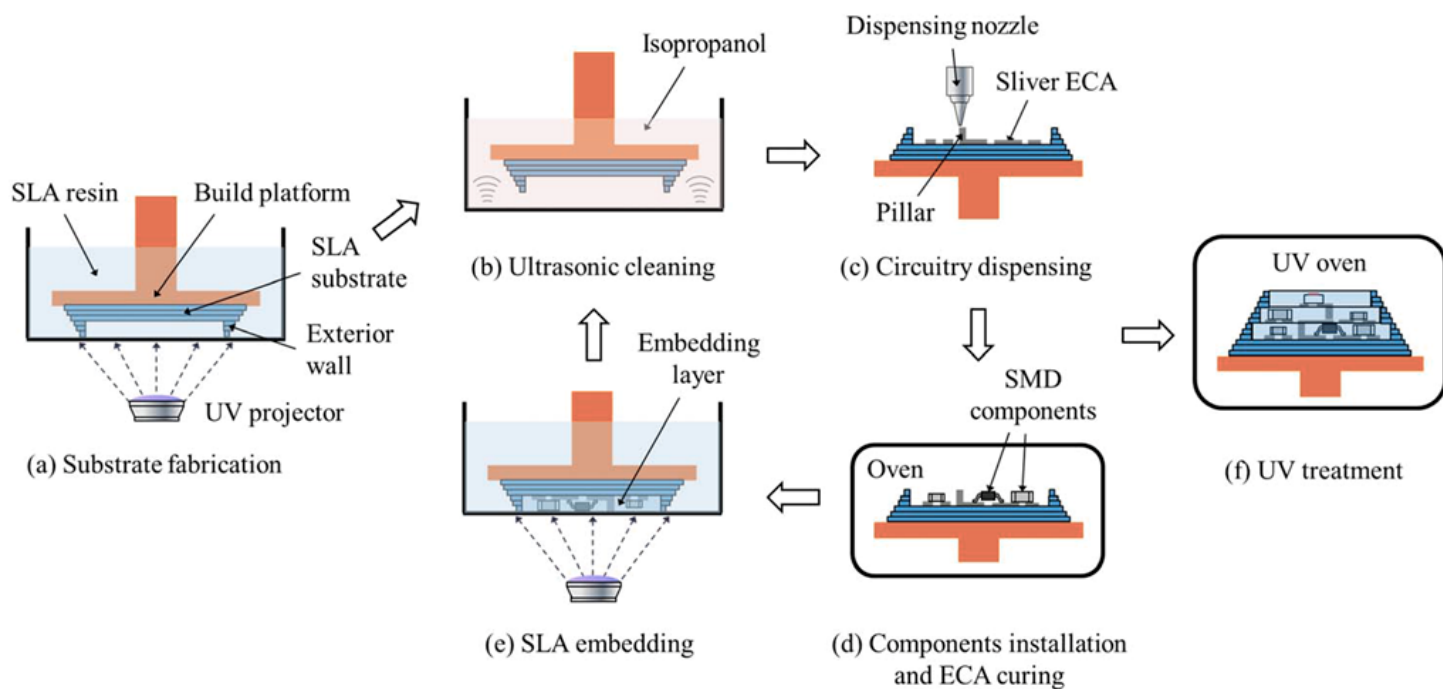 SLA resin
Build platform
SLA
substrate
Exterior
wall
UV projector
(a) Substrate fabrication
Isopropanol
(b) Ultrasonic cleaning
Dispensing nozzle
Sliver ECA
Pillar
(c) Circuitry dispensing
SMD
components
Oven
(d) Components installation
and ECA curing
Embedding
layer
(e) SLA embedding
UV oven
(f) UV treatment